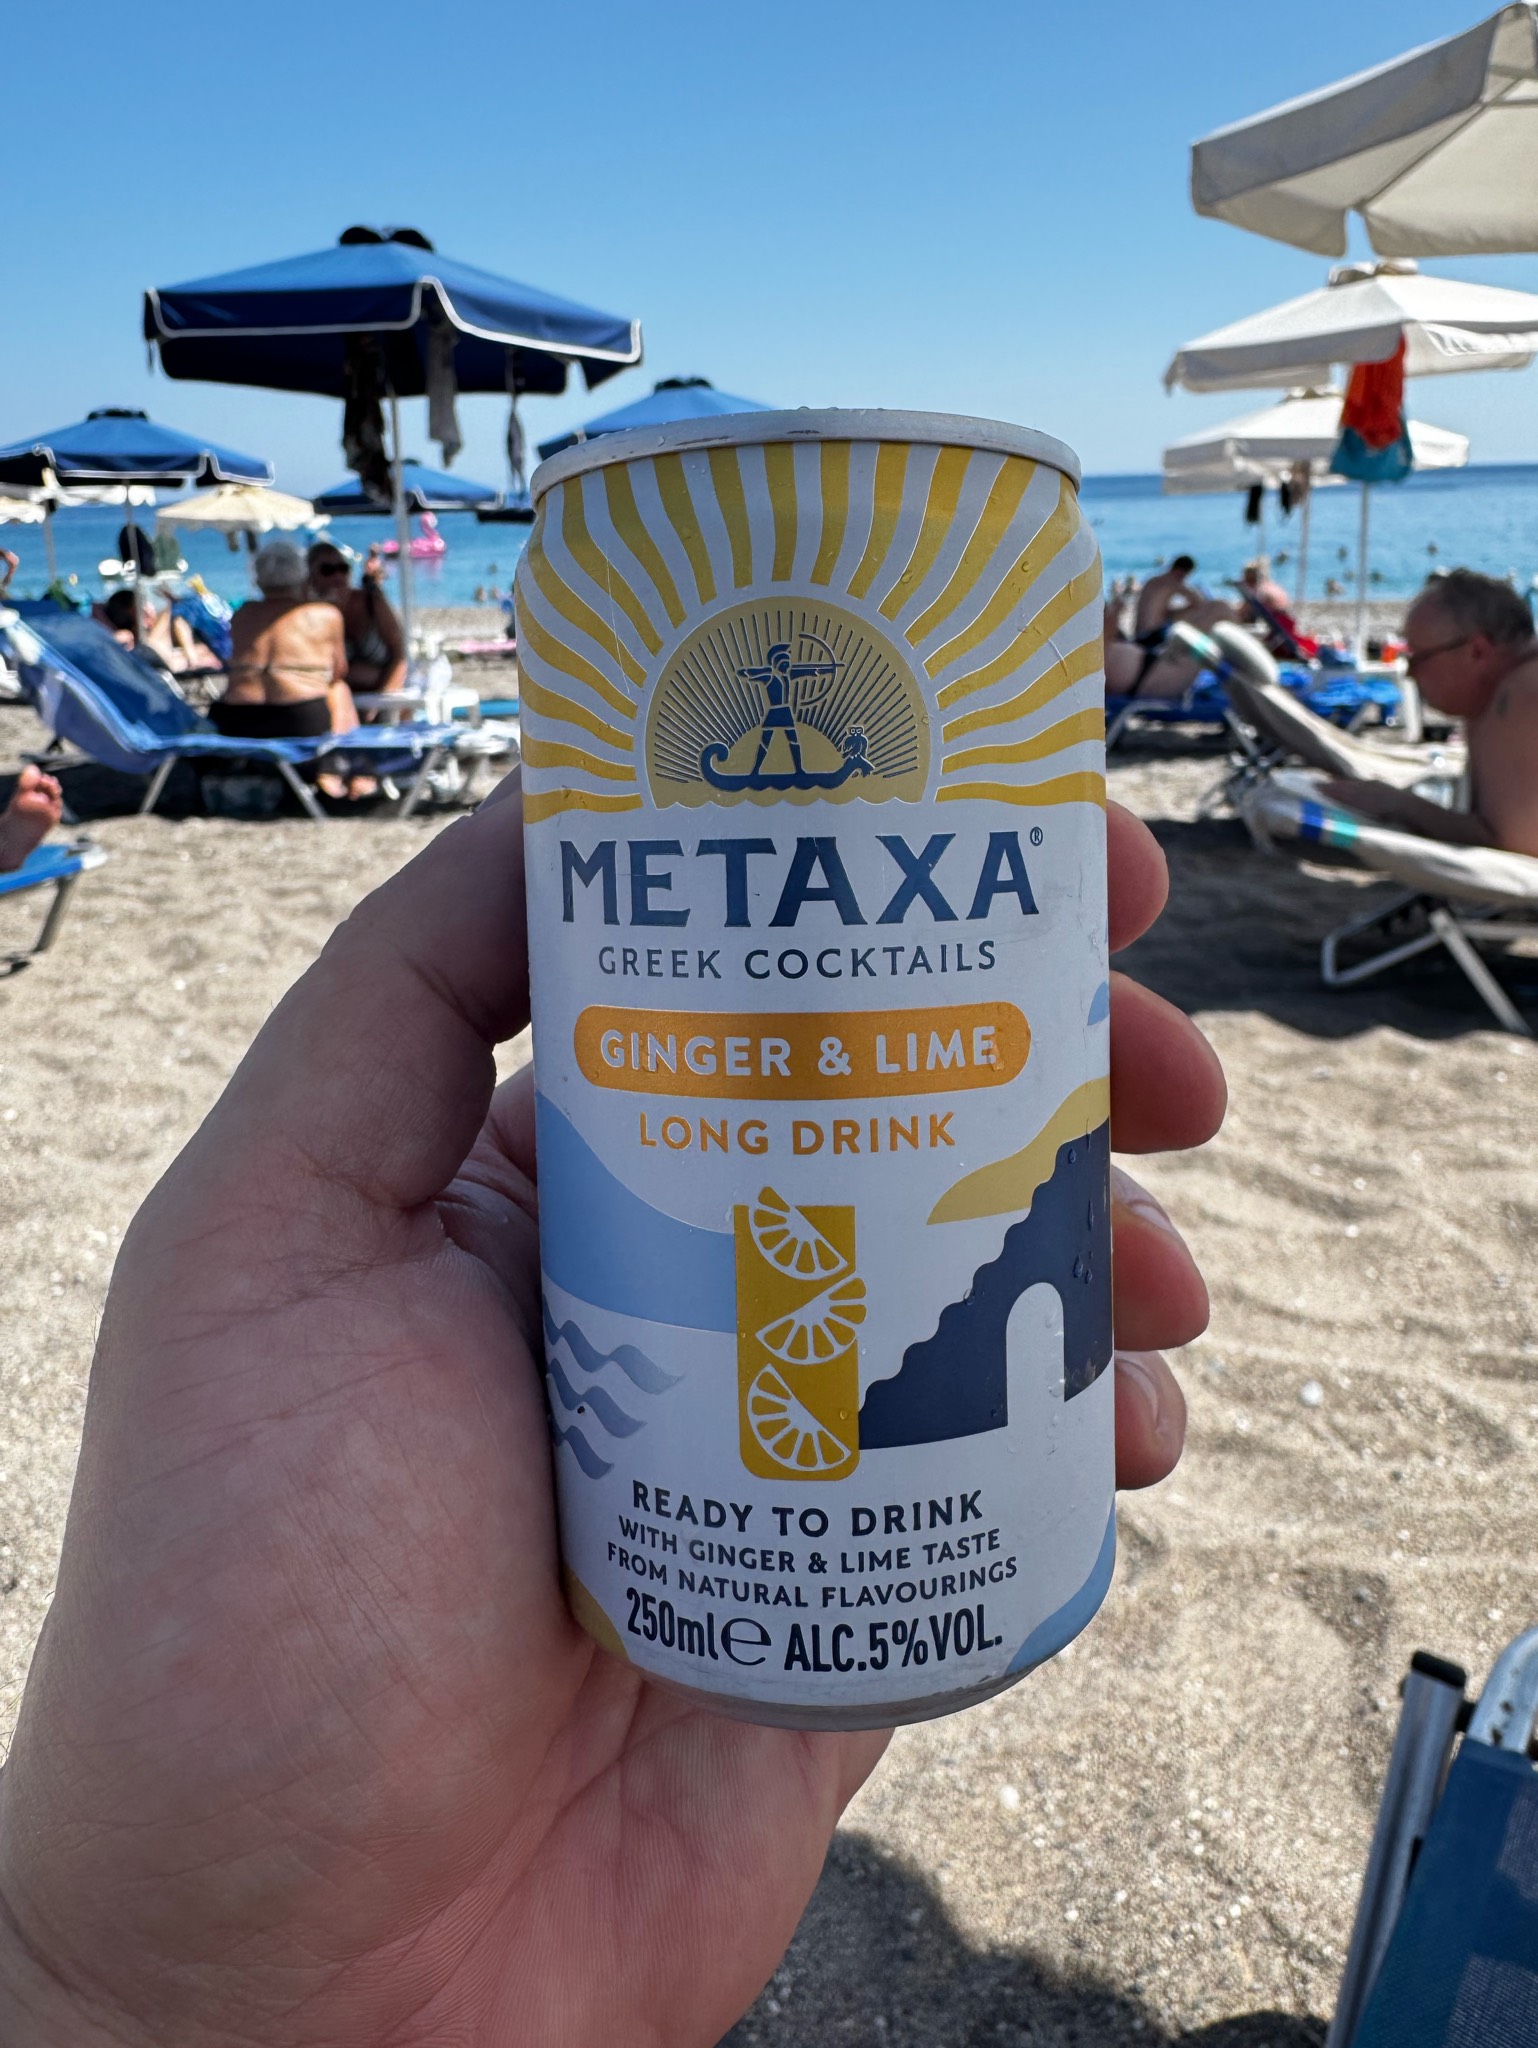 METAXA®
GREEK COCKTAILS
GINGER & LIME
LONG DRINK
READY TO DRINK
WITH GINGER & LIME TASTE
FROM NATURAL FLAVOURINGS
250ml℮ ALC.5%VOL.